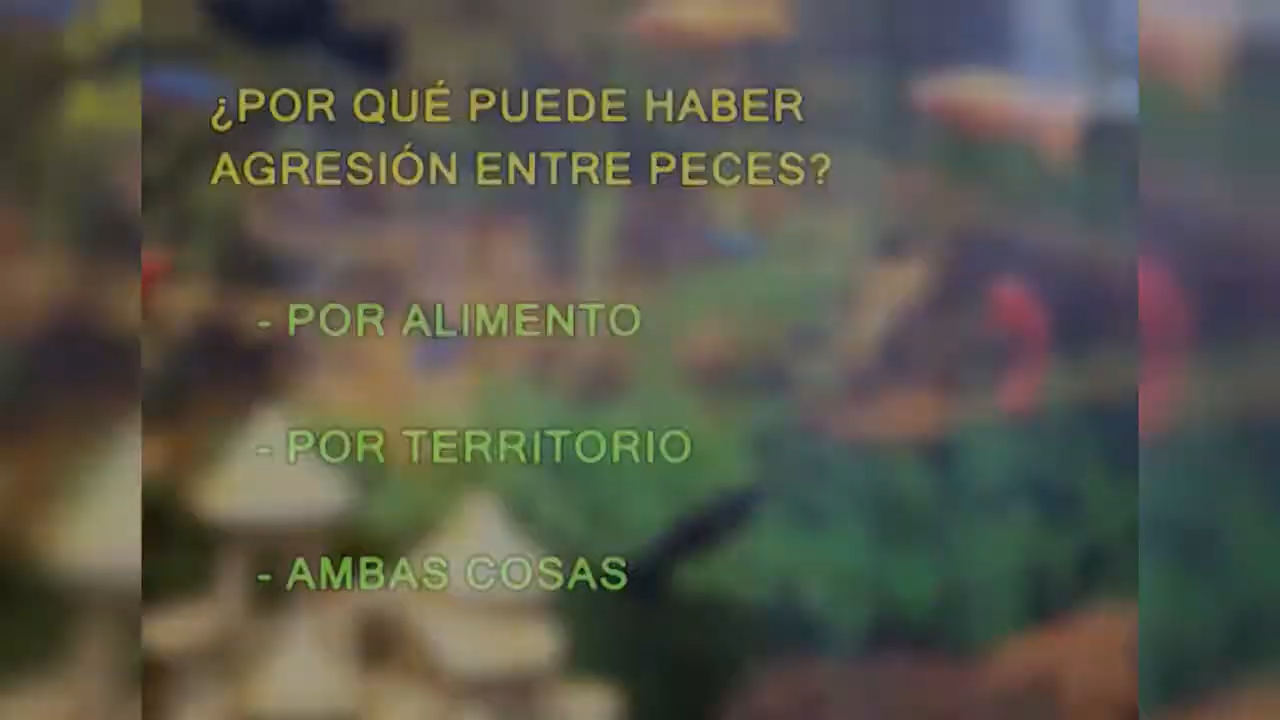 ¿POR QUÉ PUEDE HABER
AGRESIÓN ENTRE PECES?
- POR ALIMENTO
- POR TERRITORIO
- AMBAS COSAS